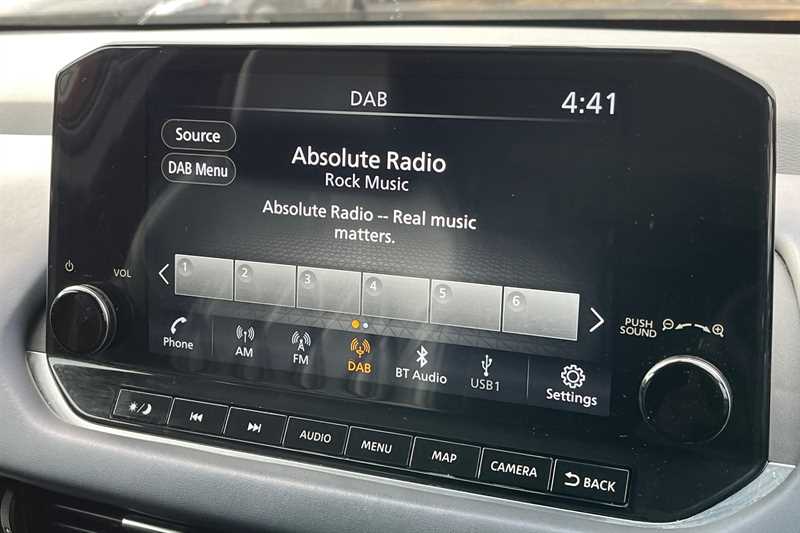 DAB
4:41
Source
DAB Menu
Absolute Radio
Rock Music
Absolute Radio -- Real music
matters.
1
2
3
4
5
6
VOL
PUSH
SOUND
Phone
AM
FM
DAB
BT Audio
USB1
Settings
AUDIO
MENU
MAP
CAMERA
BACK